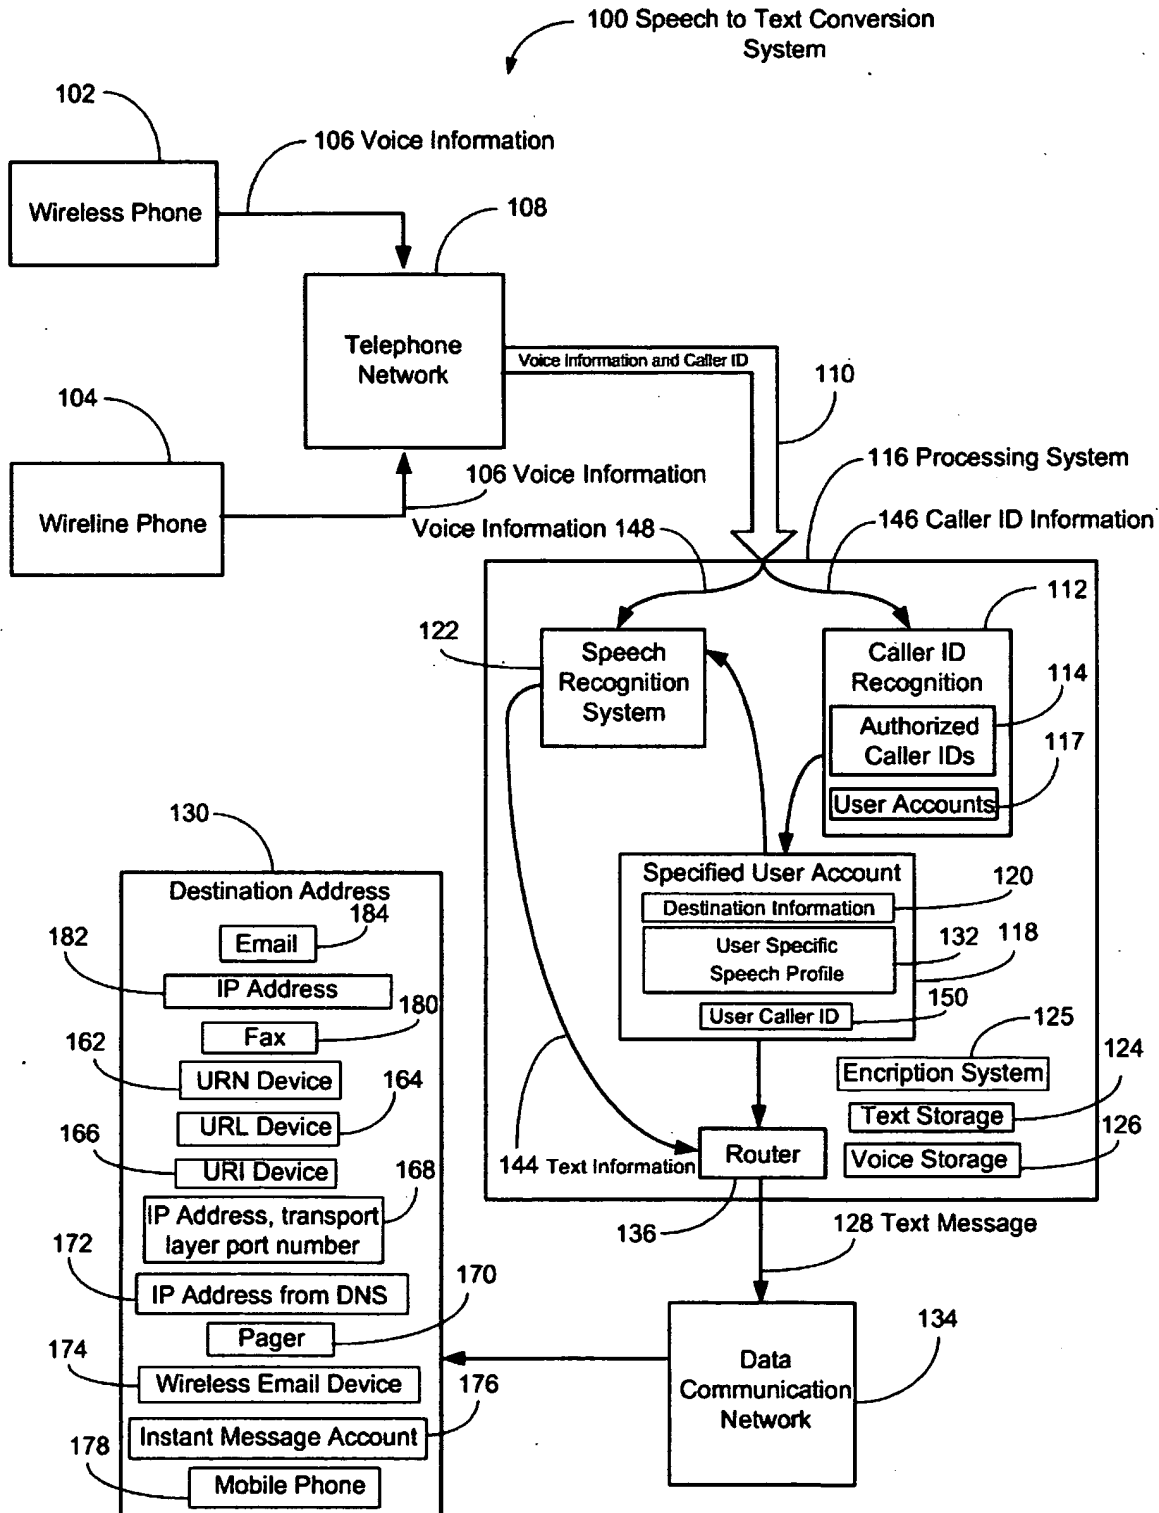 100 Speech to Text Conversion
System
102
106 Voice Information
Wireless Phone
108
Telephone
Network
Voice Information and Caller ID
110
104
116 Processing System
106 Voice Information
Wireline Phone
Voice Information 148
146 Caller ID Information
112
122
Speech
Recognition
System
Caller ID
Recognition
114
Authorized
Caller IDs
117
User Accounts
130
Specified User Account
Destination Address
120
Destination Information
184
Email
132
User Specific
Speech Profile
118
182
IP Address
180
150
User Caller ID
Fax
125
162
URN Device
124
Encription System
164
URL Device
Text Storage
126
166
URI Device
144 Text Information
Router
Voice Storage
168
IP Address, transport
layer port number
136
128 Text Message
172
IP Address from DNS
170
Pager
134
174
Wireless Email Device
Data
Communication
Network
176
Instant Message Account
178
Mobile Phone